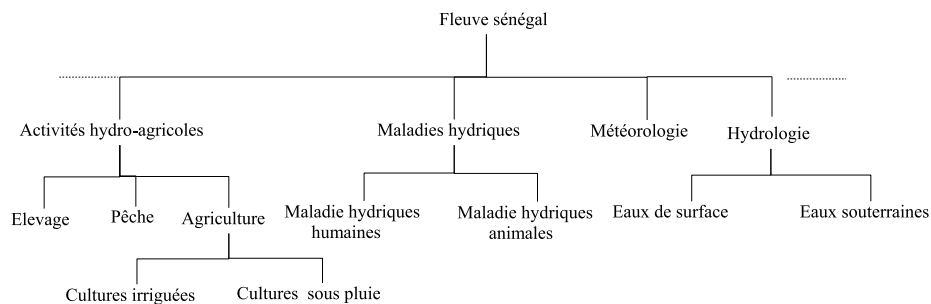 Fleuve sénégal
Activités hydro-agricoles
Maladies hydriques
Météorologie
Hydrologie
Elevage
Pêche
Agriculture
Maladie hydriques
humaines
Maladie hydriques
animales
Eaux de surface
Eaux souterraines
Cultures irriguées
Cultures sous pluie